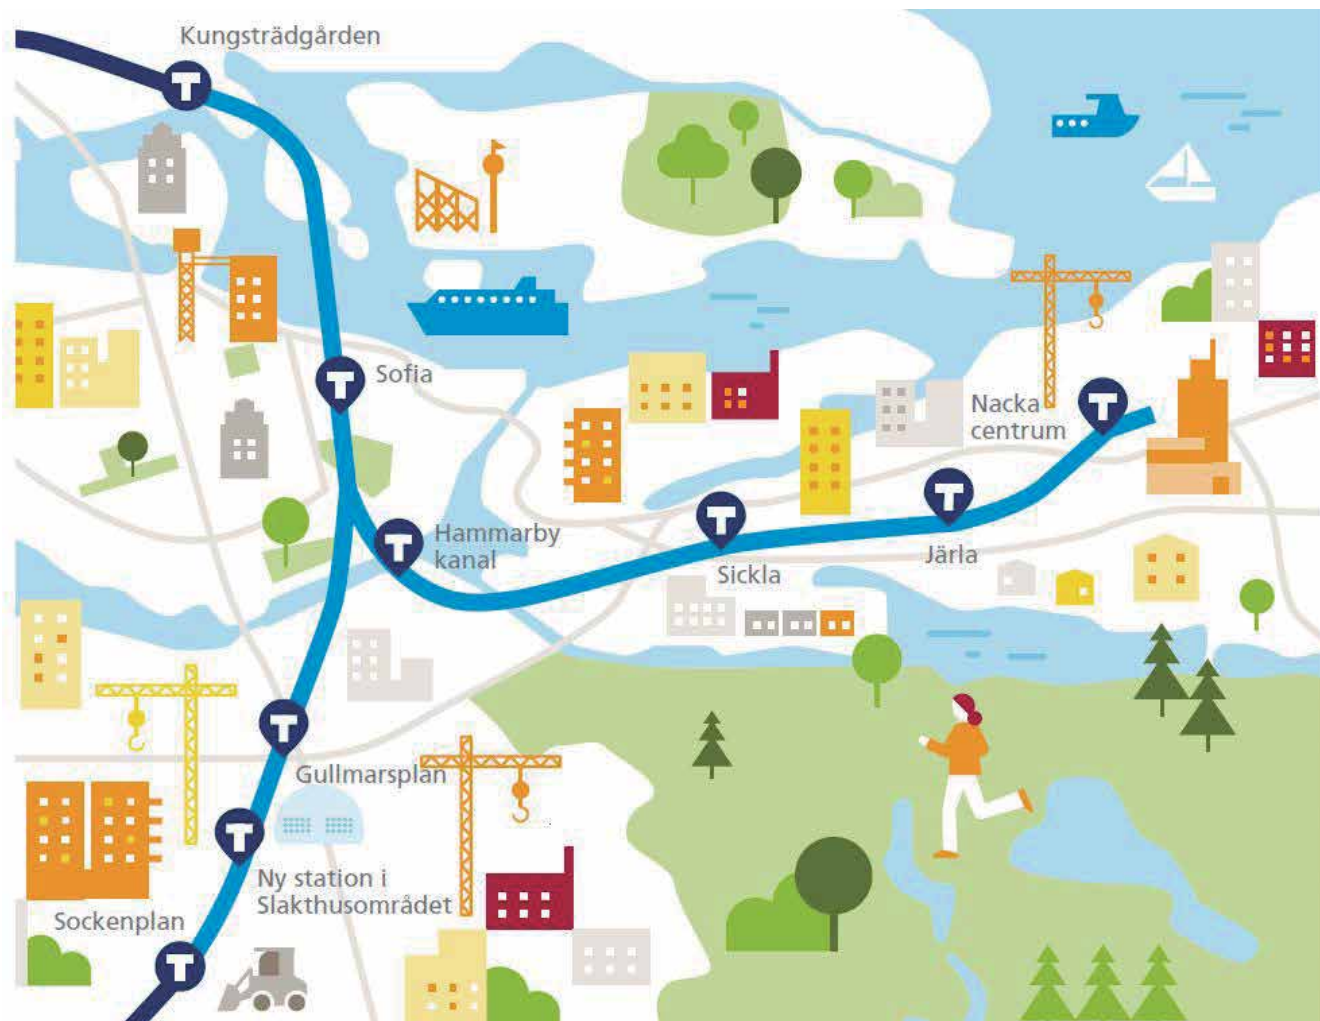 Kungsträdgården
T
T
Sofia
Nacka
centrum
T
T
Järla
T
Sickla
T
Hammarby
kanal
T
Gullmarsplan
T
Ny station i
Slakthusområdet
Sockenplan
T